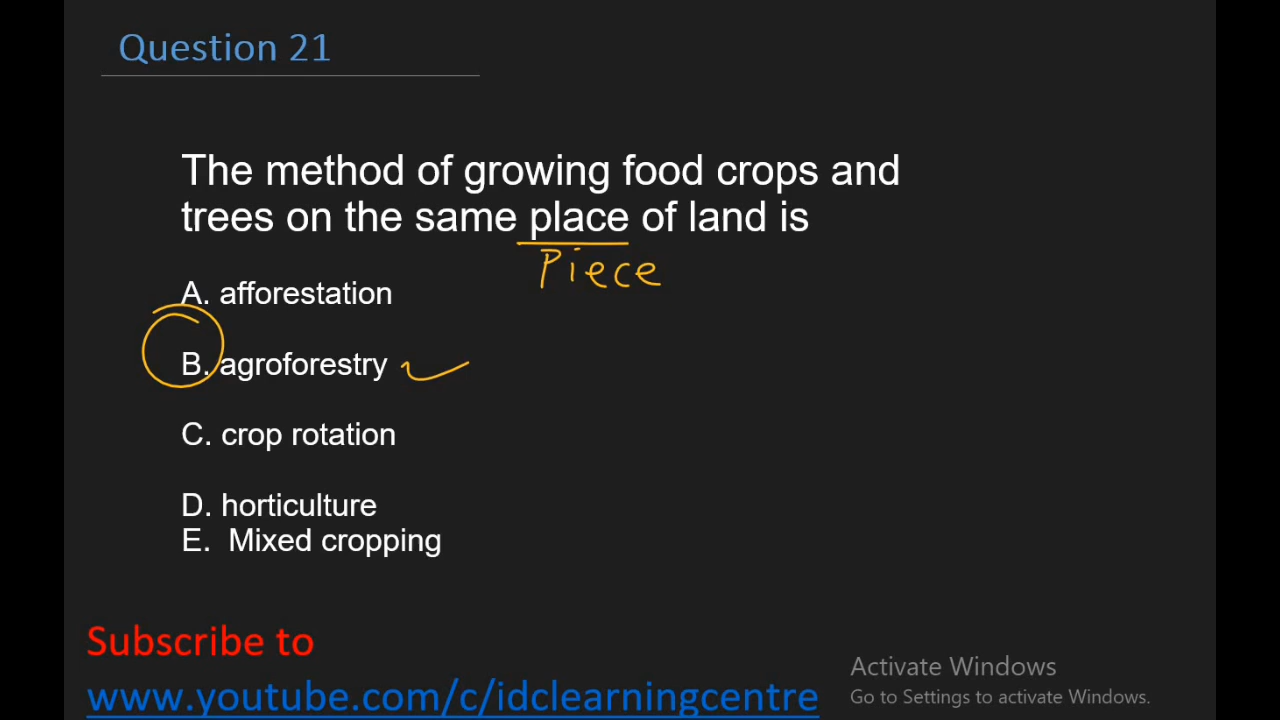 Question 21
The method of growing food crops and
trees on the same place of land is
Piece
A. afforestation
B. agroforestry
C. crop rotation
D. horticulture
E. Mixed cropping
Subscribe to
www.youtube.com/c/idclearningcentre
Activate Windows
Go to Settings to activate Windows.